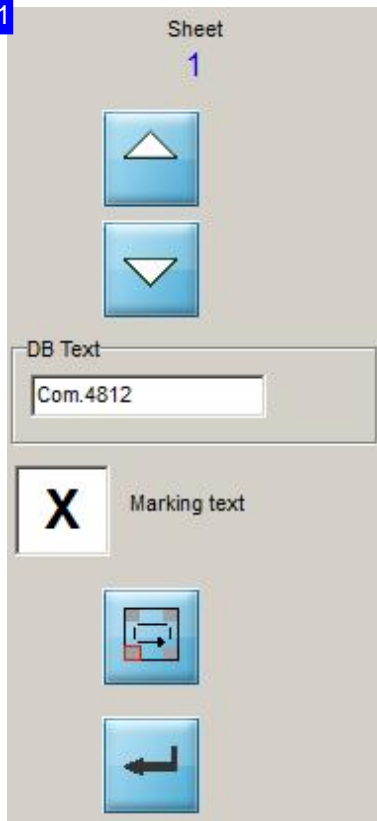 1
Sheet
1
DB Text
Com.4812
X
Marking text